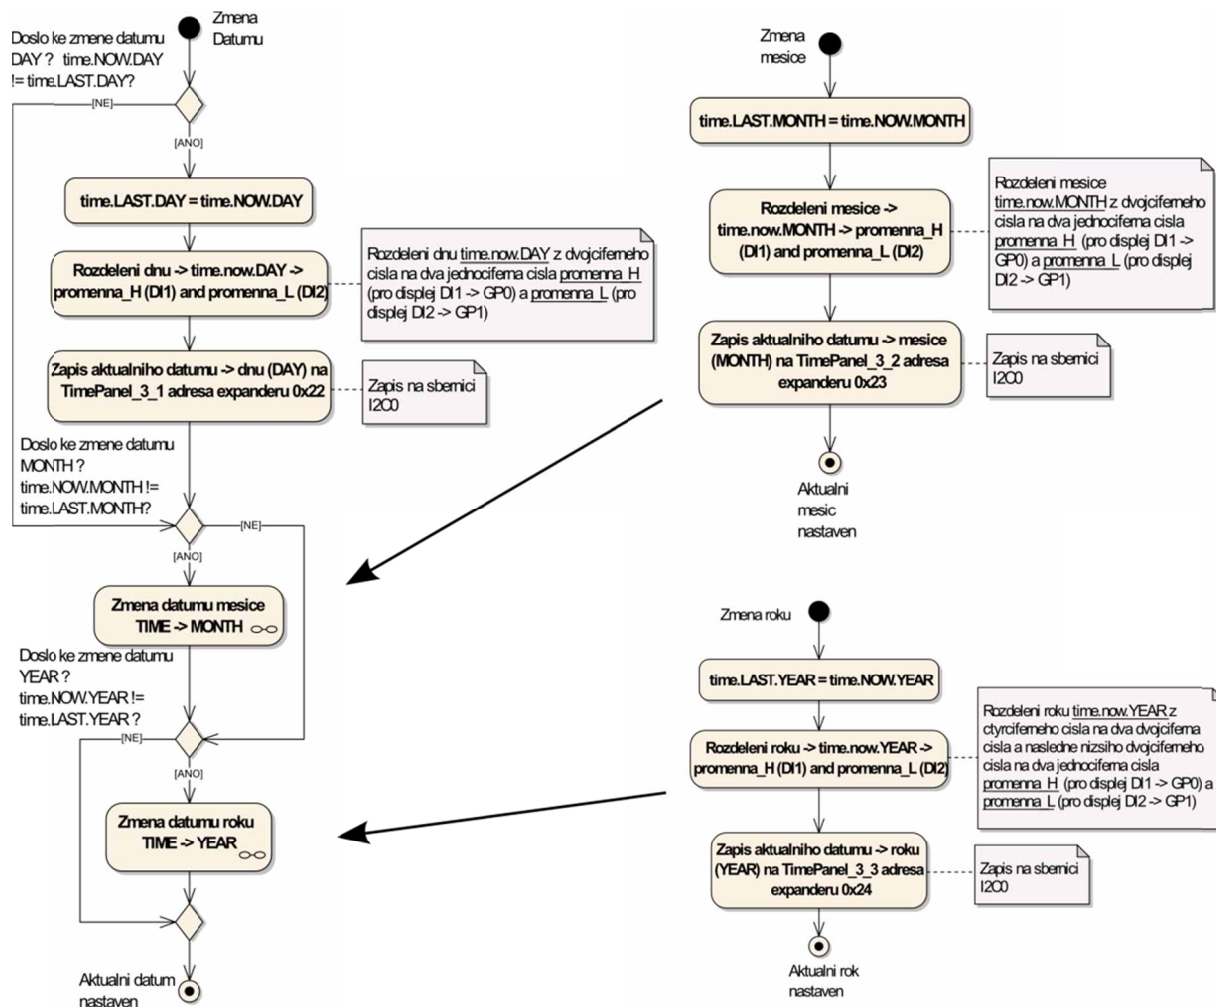 Zmena
Datumu
Doslo ke zmene datumu
DAY ? time.NOW.DAY
!= time.LAST.DAY?
[NE]
[ANO]
time.LAST.DAY = time.NOW.DAY
Rozdeleni dnu -> time.now.DAY ->
promenna_H (DI1) and promenna_L (DI2)
Rozdeleni dnu time.now.DAY z dvojciferneho
cisla na dva jednociferna cisla promenna_H
(pro displej DI1 -> GP0) a promenna_L (pro
displej DI2 -> GP1)
Zapis aktualniho datumu -> dnu (DAY) na
TimePanel_3_1 adresa expanderu 0x22
Zapis na sbernici
I2C0
Doslo ke zmene datumu
MONTH ?
time.NOW.MONTH !=
time.LAST.MONTH?
[NE]
[ANO]
Zmena datumu mesice
TIME -> MONTH
Doslo ke zmene datumu
YEAR ?
time.NOW.YEAR !=
time.LAST.YEAR ?
[NE]
[ANO]
Zmena datumu roku
TIME -> YEAR
Aktualni datum
nastaven
Zmena
mesice
time.LAST.MONTH = time.NOW.MONTH
Rozdeleni mesice ->
time.now.MONTH -> promenna_H
(DI1) and promenna_L (DI2)
Rozdeleni mesice
time.now.MONTH z dvojciferneho
cisla na dva jednociferna cisla
promenna_H (pro displej DI1 ->
GP0) a promenna_L (pro displej
DI2 -> GP1)
Zapis aktualniho datumu -> mesice
(MONTH) na TimePanel_3_2 adresa
expanderu 0x23
Zapis na sbernici
I2C0
Aktualni
mesic
nastaven
Zmena roku
time.LAST.YEAR = time.NOW.YEAR
Rozdeleni roku -> time.now.YEAR ->
promenna_H (DI1) and promenna_L (DI2)
Rozdeleni roku time.now.YEAR z
ctyrciferneho cisla na dva dvojciferna
cisla a nasledne nizsiho dvojciferneho
cisla na dva jednociferna cisla
promenna_H (pro displej DI1 -> GP0) a
promenna_L (pro displej DI2 -> GP1)
Zapis aktualniho datumu -> roku
(YEAR) na TimePanel_3_3 adresa
expanderu 0x24
Zapis na sbernici
I2C0
Aktualni rok
nastaven